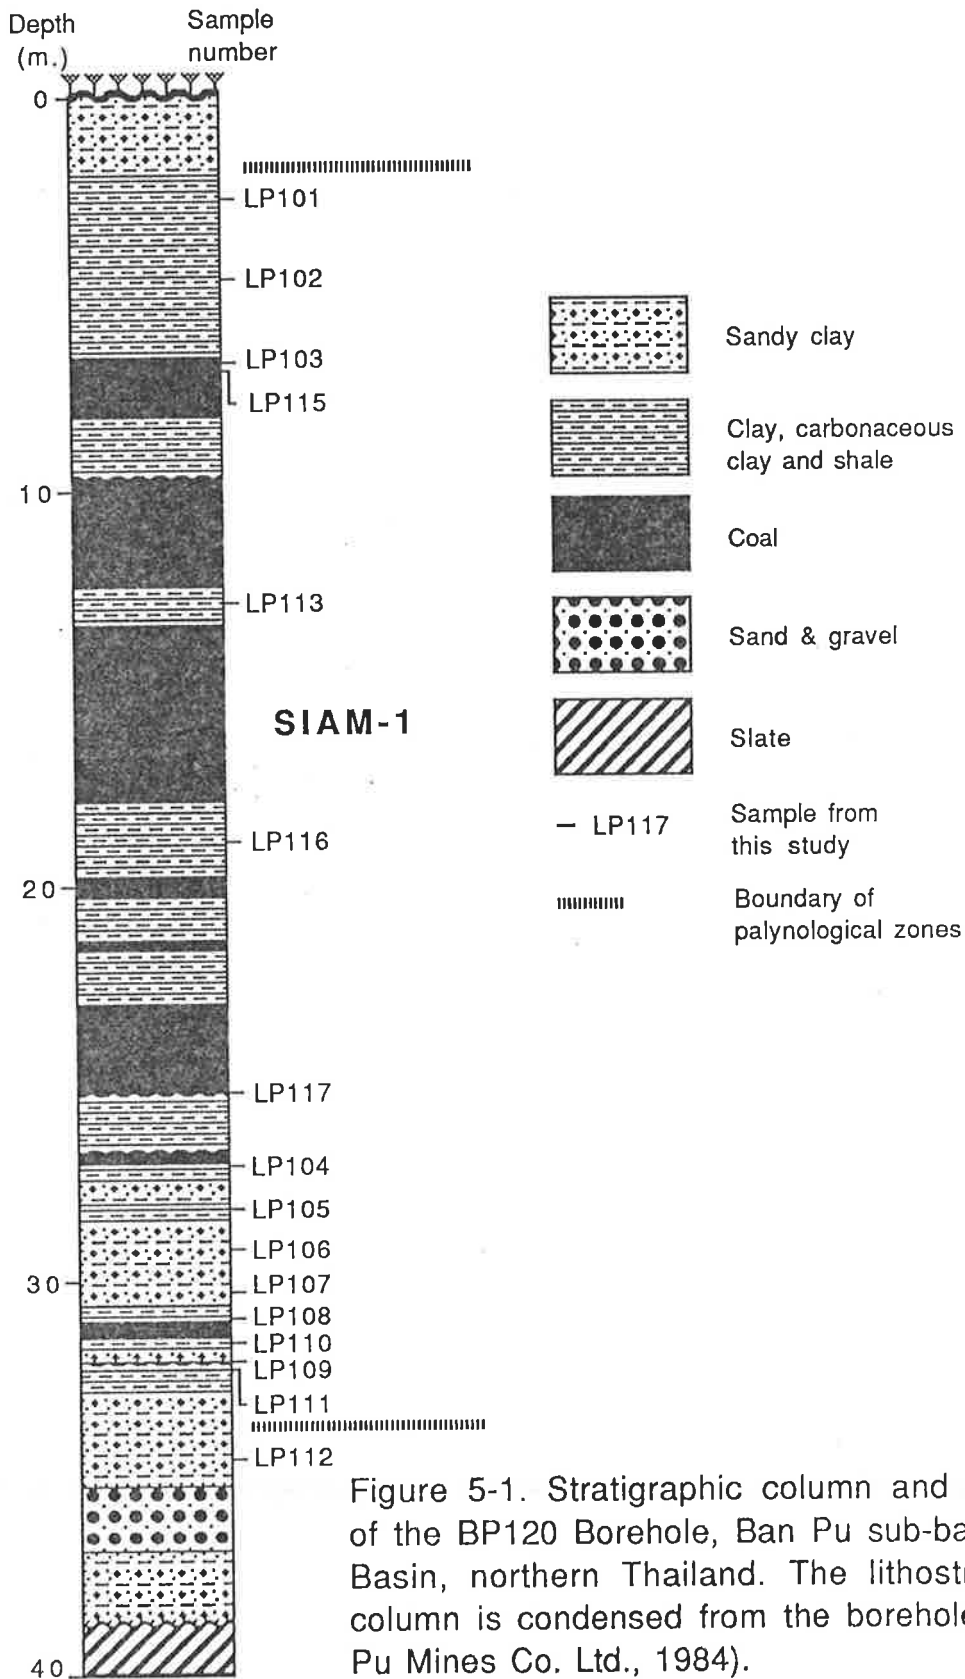 Depth
(m.)
Sample
number
0
LP101
LP102
LP103
LP115
10
LP113
SIAM-1
LP116
20
LP117
LP104
LP105
LP106
30
LP107
LP108
LP110
LP109
LP111
LP112
40
Sandy clay
Clay, carbonaceous
clay and shale
Coal
Sand & gravel
Slate
LP117
Sample from
this study
Boundary of
palynological zones
Figure 5-1. Stratigraphic column and
of the BP120 Borehole, Ban Pu sub-ba
Basin, northern Thailand. The lithostr
column is condensed from the borehole
Pu Mines Co. Ltd., 1984).